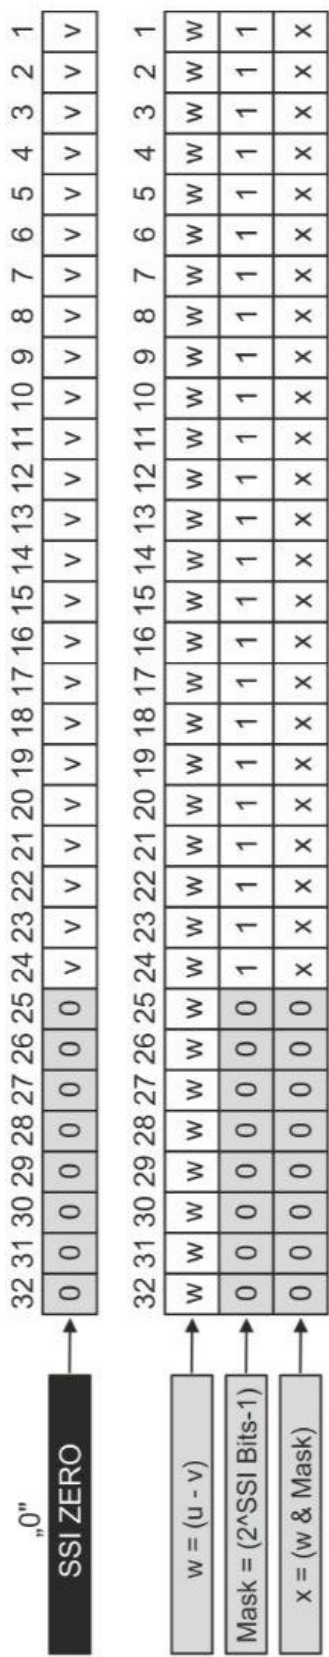 „0"
32 31 30 29 28 27 26 25 24 23 22 21 20 19 18 17 16 15 14 13 12 11 10 9 8 7 6 5 4 3 2 1
SSI ZERO 0 0 0 0 0 0 0 0 v v v v v v v v v v v v v v v v v v v v v v v v
32 31 30 29 28 27 26 25 24 23 22 21 20 19 18 17 16 15 14 13 12 11 10 9 8 7 6 5 4 3 2 1
w = (u - v) w w w w w w w w w w w w w w w w w w w w w w w w w w w w w w w w
Mask = (2^SSI Bits-1) 0 0 0 0 0 0 0 0 1 1 1 1 1 1 1 1 1 1 1 1 1 1 1 1 1 1 1 1 1 1 1 1
x = (w & Mask) 0 0 0 0 0 0 0 0 x x x x x x x x x x x x x x x x x x x x x x x x